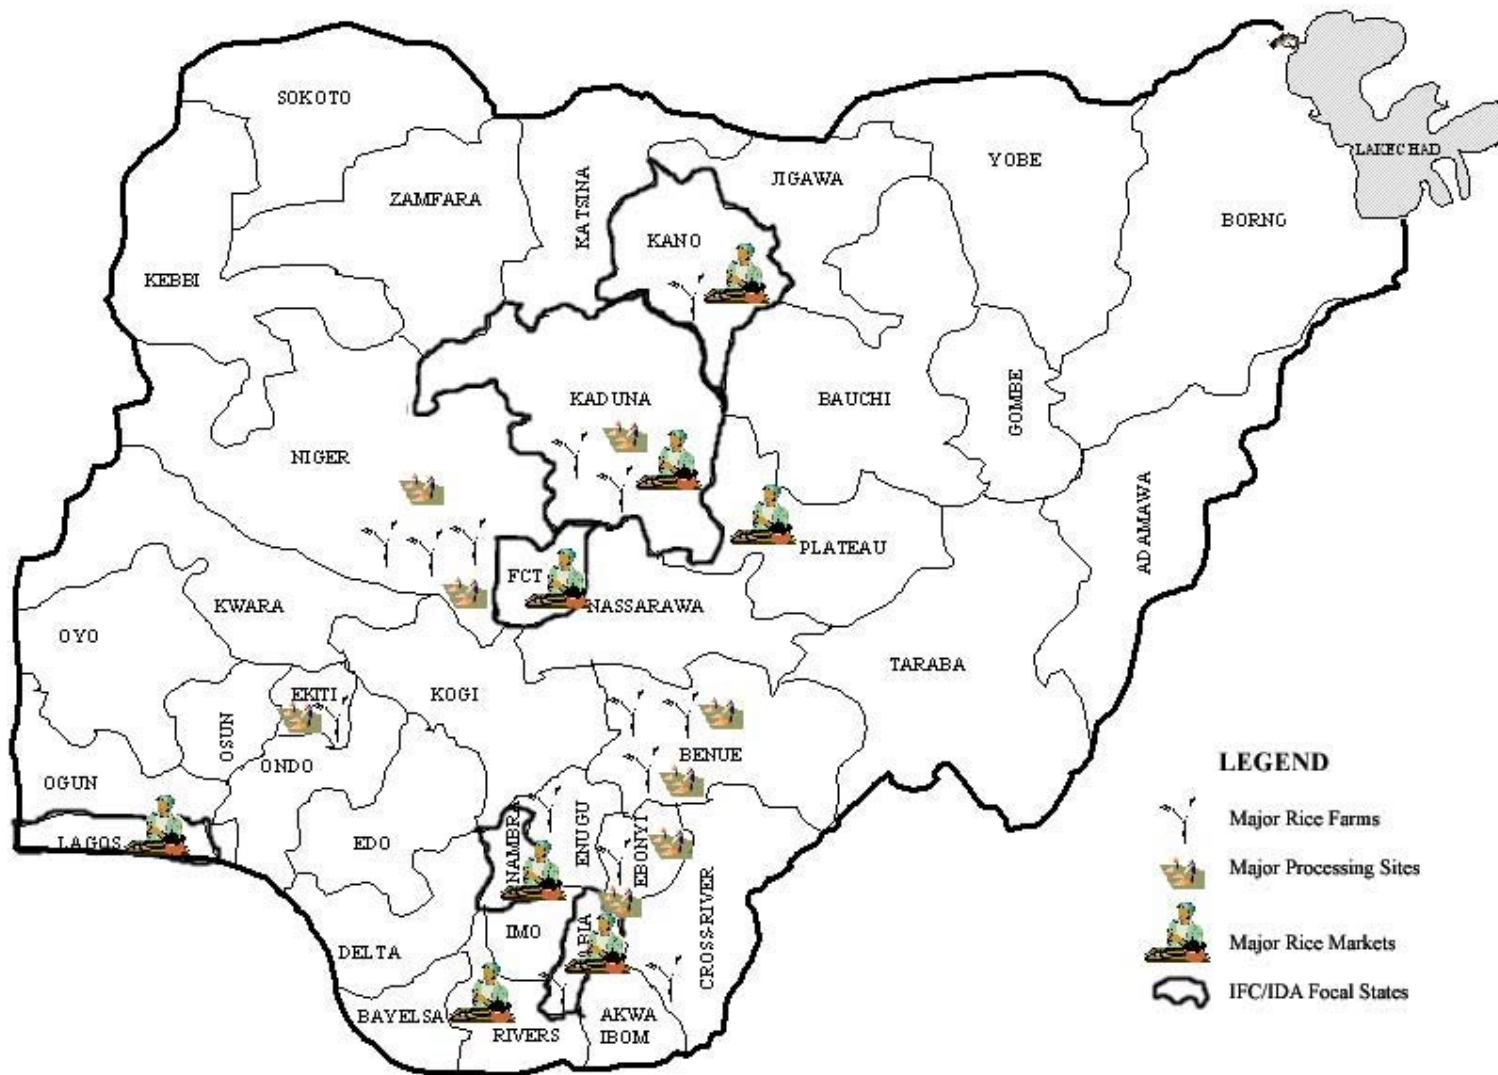 SOKOTO
YOBE
LAKECHAD
JIGAWA
ZAMFARA
KATSINA
BORNO
KANO
KEBBI
KADUNA
BAUCHI
GOMBE
NIGER
ADAMAWA
PLATEAU
FCT
NASSARAWA
KWARA
OYO
TARABA
EKITI
KOGI
OSUN
BENUE
ONDO
OGUN
LEGEND
Major Rice Farms
LAGOS
EDO
NAMBRA
ENUGU
EBONYI
Major Processing Sites
CROSS-RIVER
IMO
ABIA
Major Rice Markets
DELTA
IFC/IDA Focal States
BAYELSA
RIVERS
AKWA
IBOM